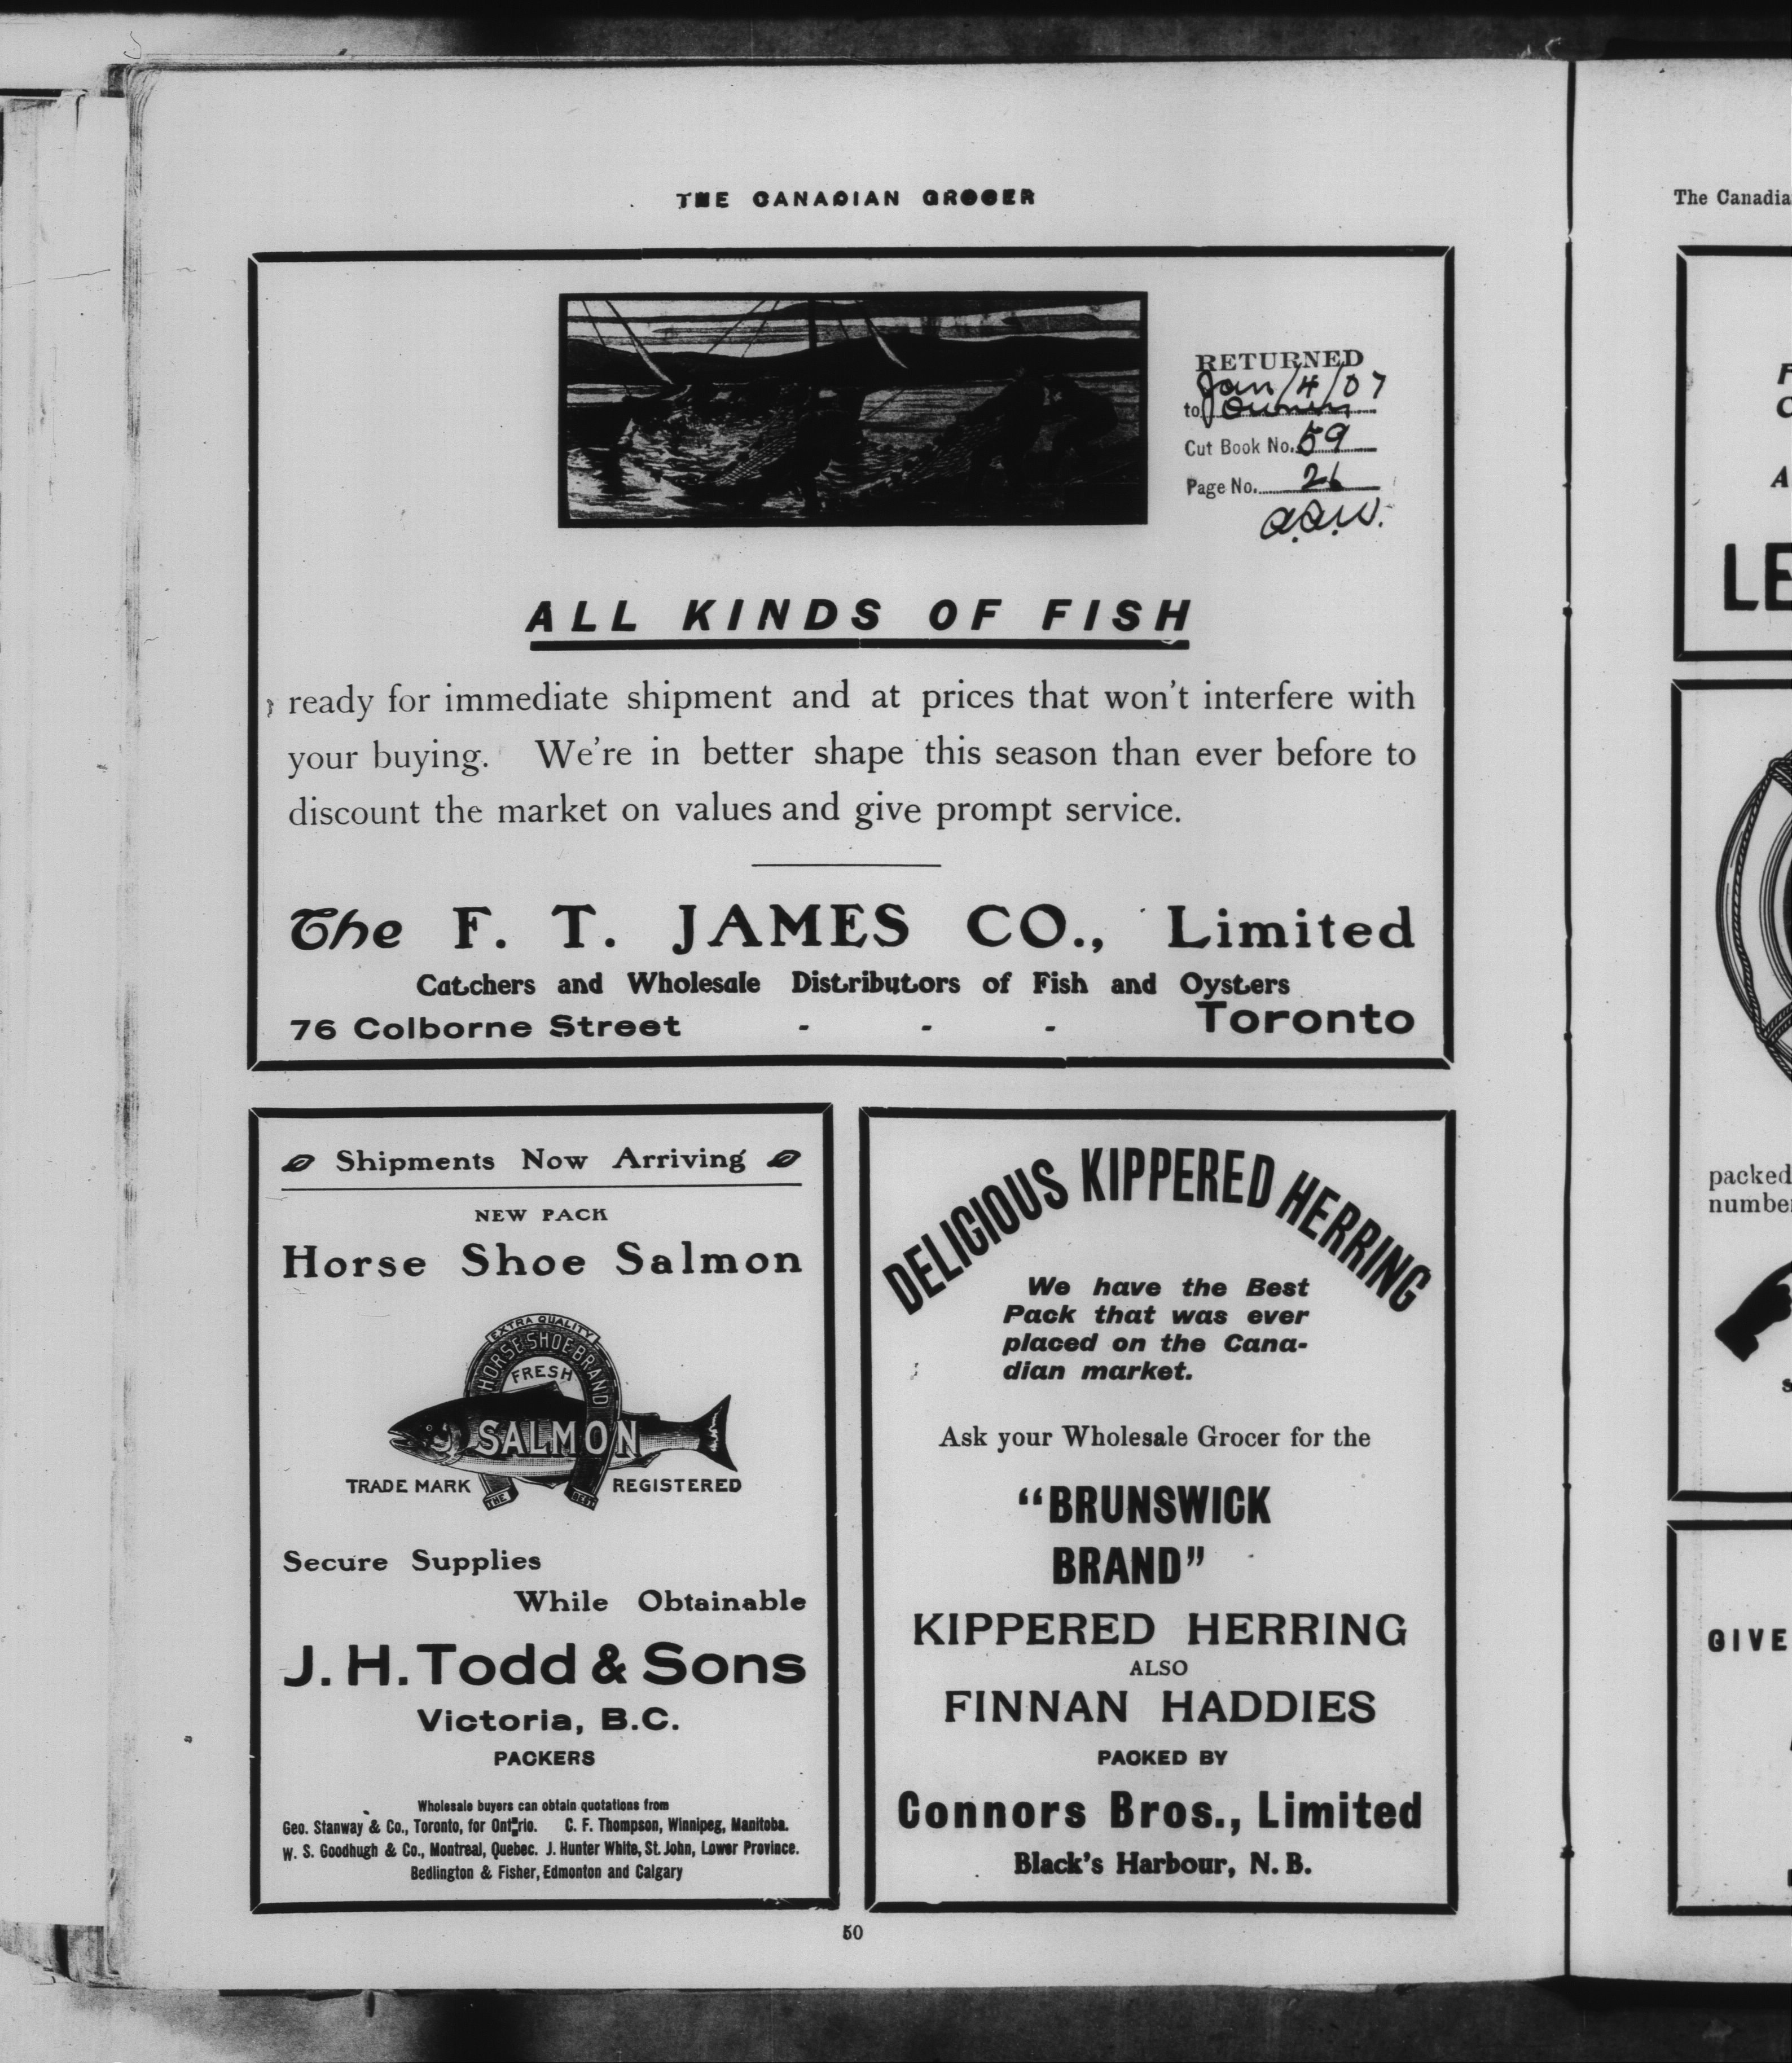 THE CANADIAN GROCER
RETURNED
Jan/4/07
to
Cut Book No. 59
Page No. 26
ALL KINDS OF FISH
ready for immediate shipment and at prices that won't interfere with
your buying. We're in better shape this season than ever before to
discount the market on values and give prompt service.
The F. T. JAMES CO., Limited
Catchers and Wholesale Distributors of Fish and Oysters
76 Colborne Street - - - Toronto
Shipments Now Arriving
NEW PACK
Horse Shoe Salmon
EXTRA QUALITY
HORSE SHOE BRAND
FRESH
SALMON
TRADE MARK REGISTERED
THE BEST
Secure Supplies
While Obtainable
J. H. Todd & Sons
Victoria, B.C.
PACKERS
Wholesale buyers can obtain quotations from
Geo. Stanway & Co., Toronto, for Ontario. C. F. Thompson, Winnipeg, Manitoba.
W. S. Goodhugh & Co., Montreal, Quebec. J. Hunter White, St. John, Lower Province.
Bedlington & Fisher, Edmonton and Calgary
DELICIOUS KIPPERED HERRING
We have the Best
Pack that was ever
placed on the Cana-
dian market.
Ask your Wholesale Grocer for the
"BRUNSWICK
BRAND"
KIPPERED HERRING
ALSO
FINNAN HADDIES
PACKED BY
Connors Bros., Limited
Black's Harbour, N. B.
50
The Canadia
LE
packed
number
GIVE